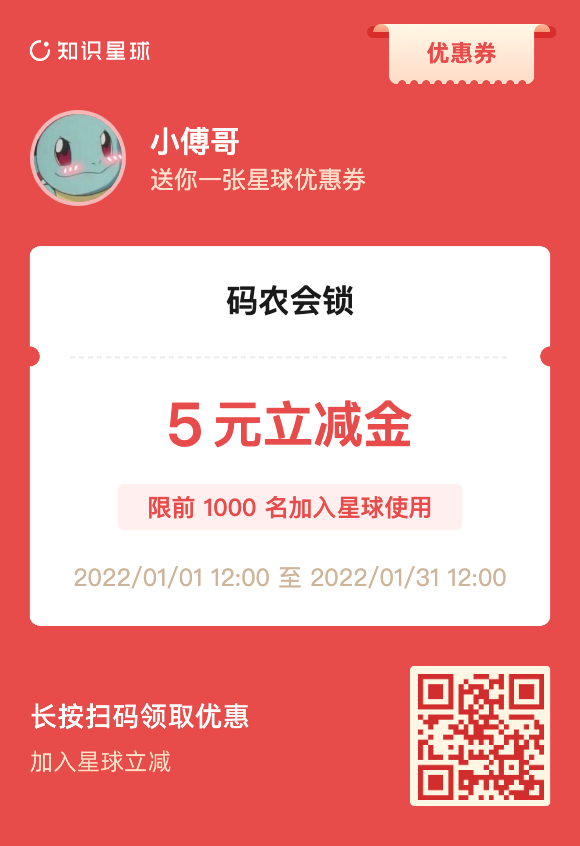 知识星球
优惠券
小傅哥
送你一张星球优惠券
码农会锁
5元立减金
限前 1000 名加入星球使用
2022/01/01 12:00 至 2022/01/31 12:00
长按扫码领取优惠
加入星球立减